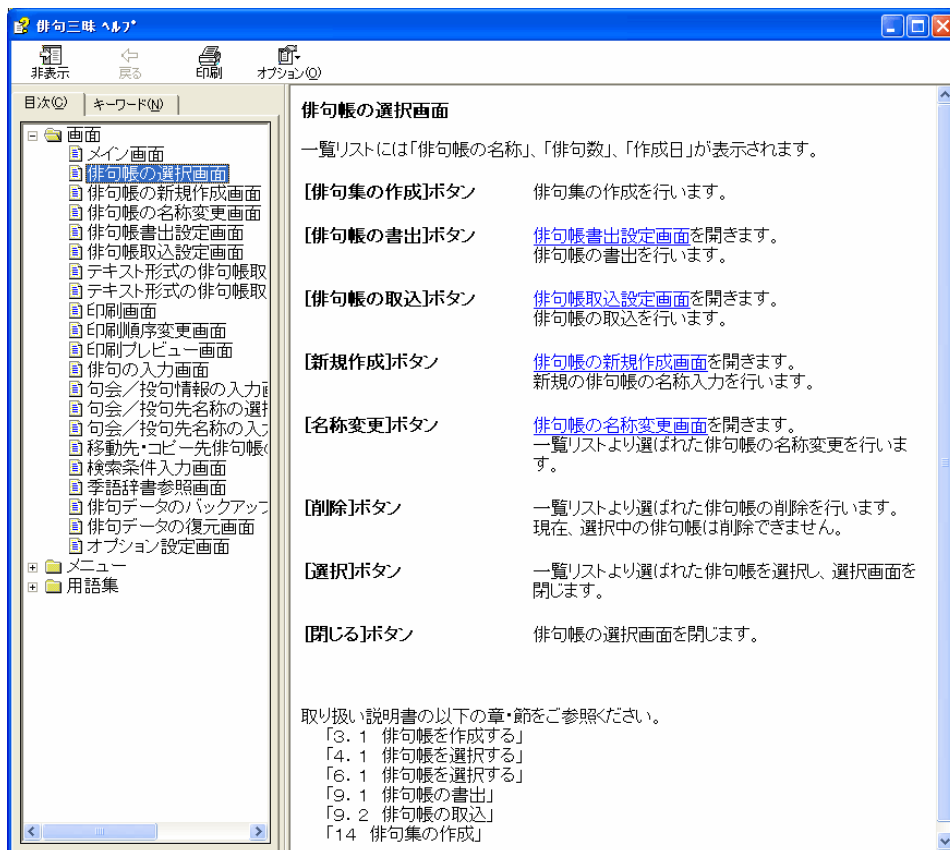 俳句三昧 ヘルプ
非表示
戻る
印刷
オプション(O)
目次(C)
キーワード(N)
画面
メイン画面
俳句帳の選択画面
俳句帳の新規作成画面
俳句帳の名称変更画面
俳句帳書出設定画面
俳句帳取込設定画面
テキスト形式の俳句帳取
テキスト形式の俳句帳取
印刷画面
印刷順序変更画面
印刷プレビュー画面
俳句の入力画面
句会／投句情報の入力画
句会／投句先名称の選択
句会／投句先名称の入力
移動先・コピー先俳句帳の
検索条件入力画面
季語辞書参照画面
俳句データのバックアップ
俳句データの復元画面
オプション設定画面
メニュー
用語集
俳句帳の選択画面
一覧リストには「俳句帳の名称」、「俳句数」、「作成日」が表示されます。
[俳句集の作成]ボタン 俳句集の作成を行います。
[俳句帳の書出]ボタン 俳句帳書出設定画面を開きます。
俳句帳の書出を行います。
[俳句帳の取込]ボタン 俳句帳取込設定画面を開きます。
俳句帳の取込を行います。
[新規作成]ボタン 俳句帳の新規作成画面を開きます。
新規の俳句帳の名称入力を行います。
[名称変更]ボタン 俳句帳の名称変更画面を開きます。
一覧リストより選ばれた俳句帳の名称変更を行いま
す。
[削除]ボタン 一覧リストより選ばれた俳句帳の削除を行います。
現在、選択中の俳句帳は削除できません。
[選択]ボタン 一覧リストより選ばれた俳句帳を選択し、選択画面を
閉じます。
[閉じる]ボタン 俳句帳の選択画面を閉じます。
取り扱い説明書の以下の章・節をご参照ください。
「3．1 俳句帳を作成する」
「4．1 俳句帳を選択する」
「6．1 俳句帳を選択する」
「9．1 俳句帳の書出」
「9．2 俳句帳の取込」
「14 俳句集の作成」